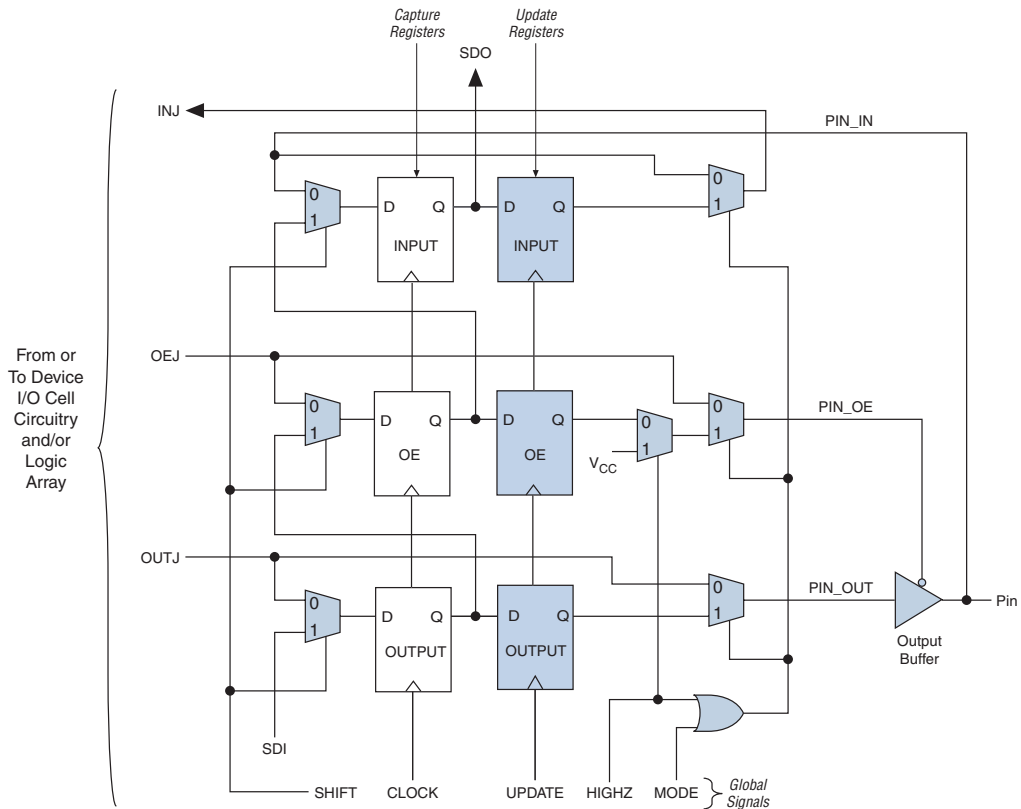 Capture
Registers
Update
Registers
SDO
INJ
PIN_IN
0
1
D Q
INPUT
D Q
INPUT
0
1
From or
To Device
I/O Cell
Circuitry
and/or
Logic
Array
OEJ
0
1
D Q
OE
D Q
OE
0
1
VCC
0
1
PIN_OE
OUTJ
0
1
D Q
OUTPUT
D Q
OUTPUT
0
1
PIN_OUT
Pin
Output
Buffer
SDI
SHIFT
CLOCK
UPDATE
HIGHZ
MODE
Global
Signals